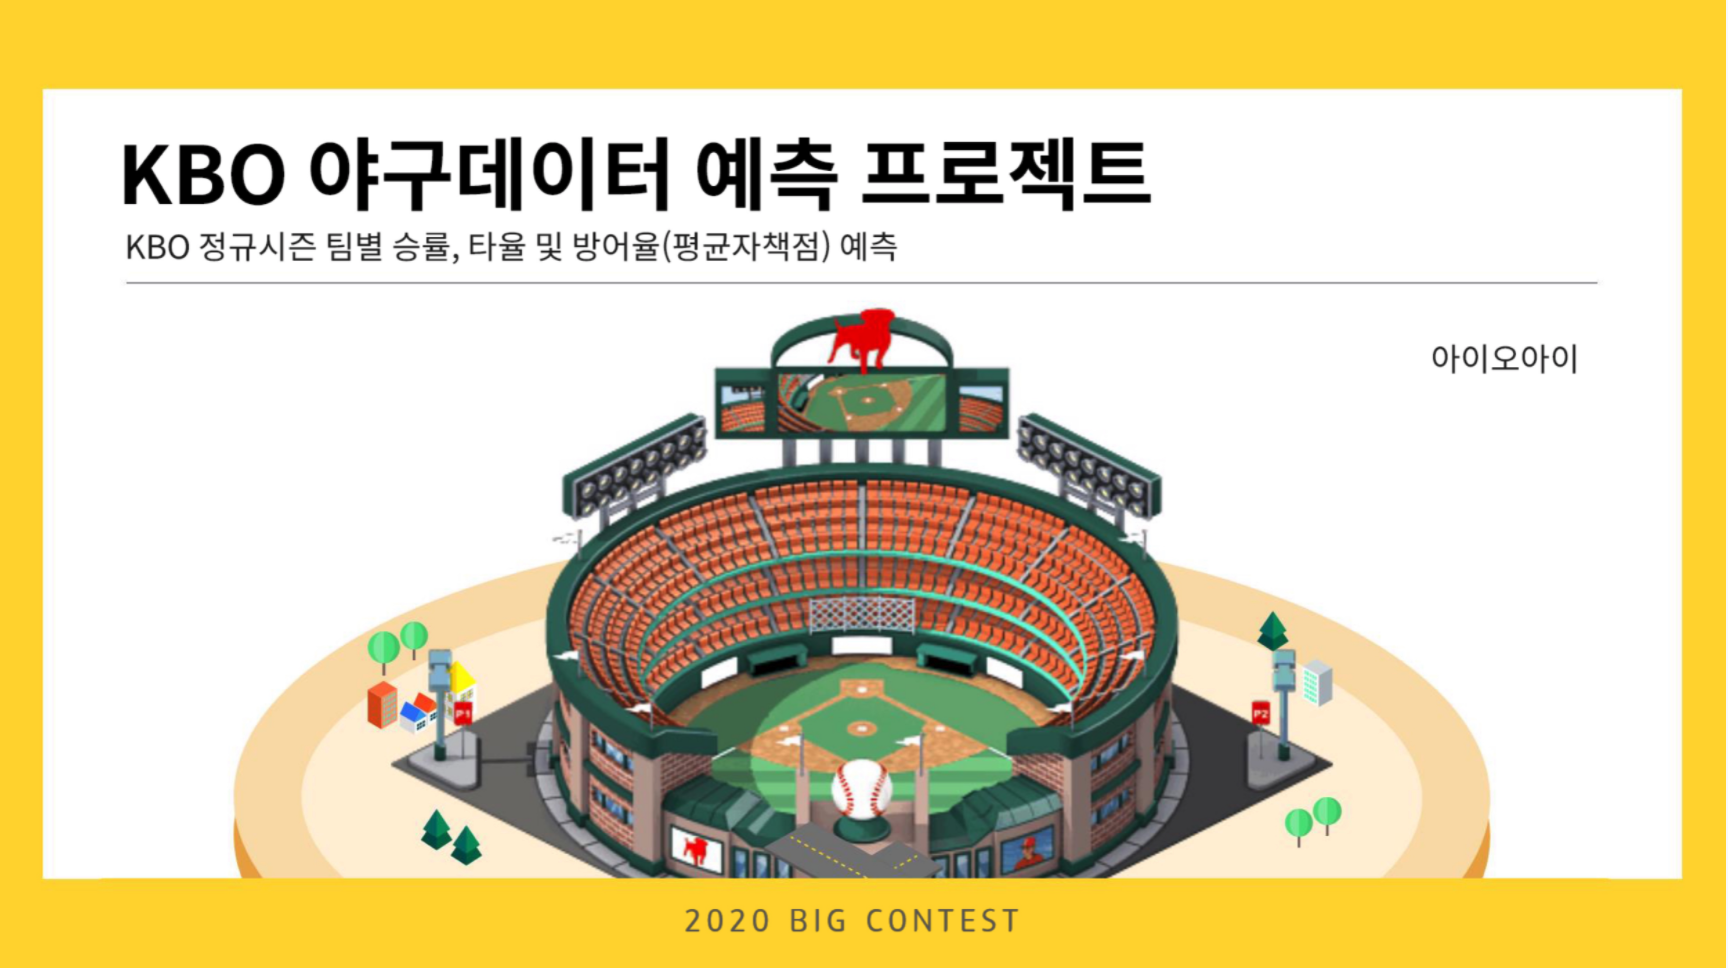 KBO 야구데이터 예측 프로젝트
KBO 정규시즌 팀별 승률, 타율 및 방어율(평균자책점) 예측
아이오아이
P1
P2
2020 BIG CONTEST